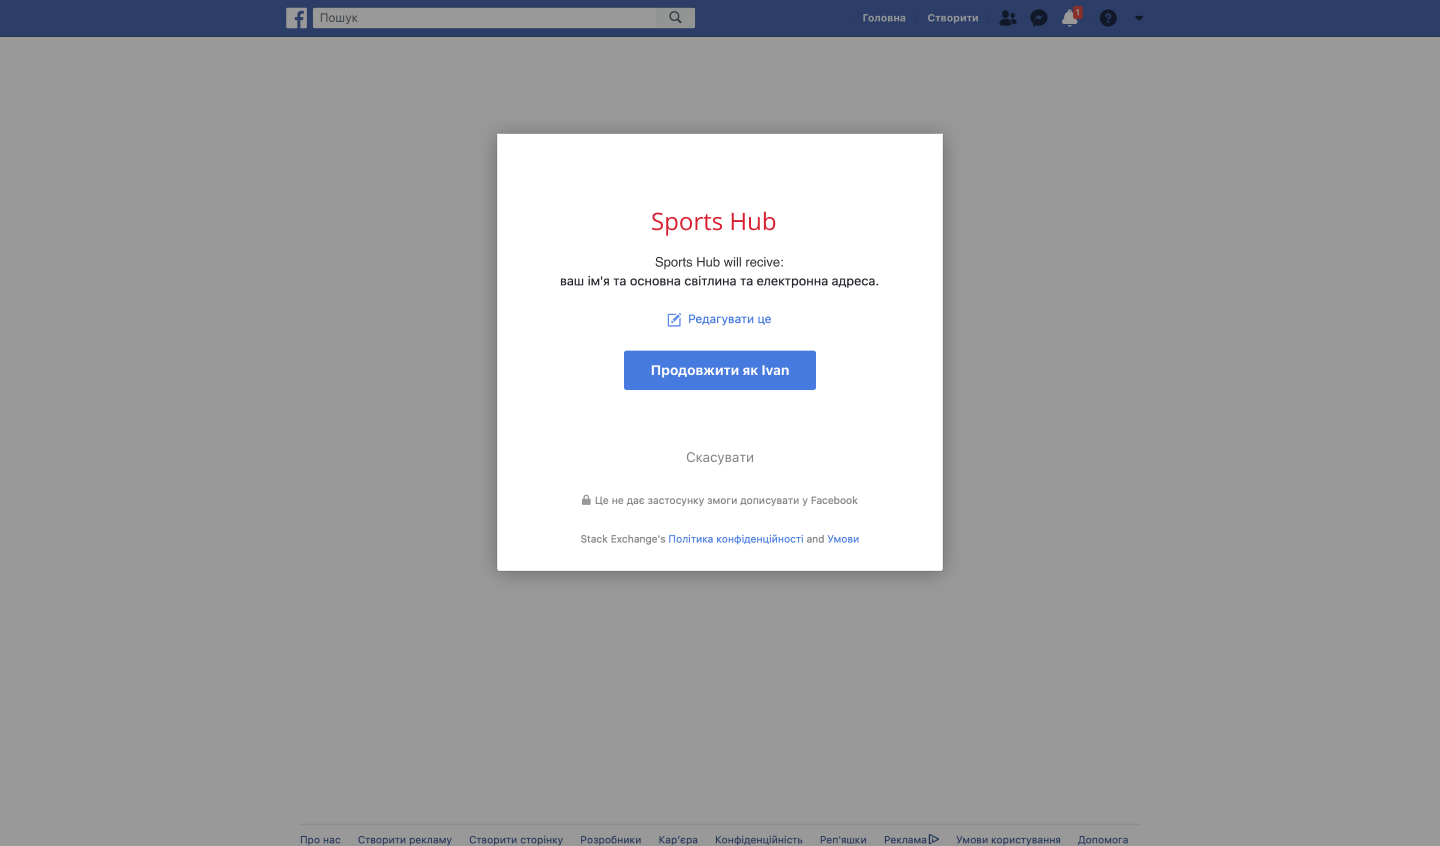 Пошук
Головна Створити 1
Sports Hub
Sports Hub will recive:
ваш ім'я та основна світлина та електронна адреса.
Редагувати це
Продовжити як Ivan
Скасувати
Це не дає застосунку змоги дописувати у Facebook
Stack Exchange's Політика конфіденційності and Умови
Про нас Створити рекламу Створити сторінку Розробники Кар'єра Конфіденційність Реп'яшки Реклама Умови користування Допомога